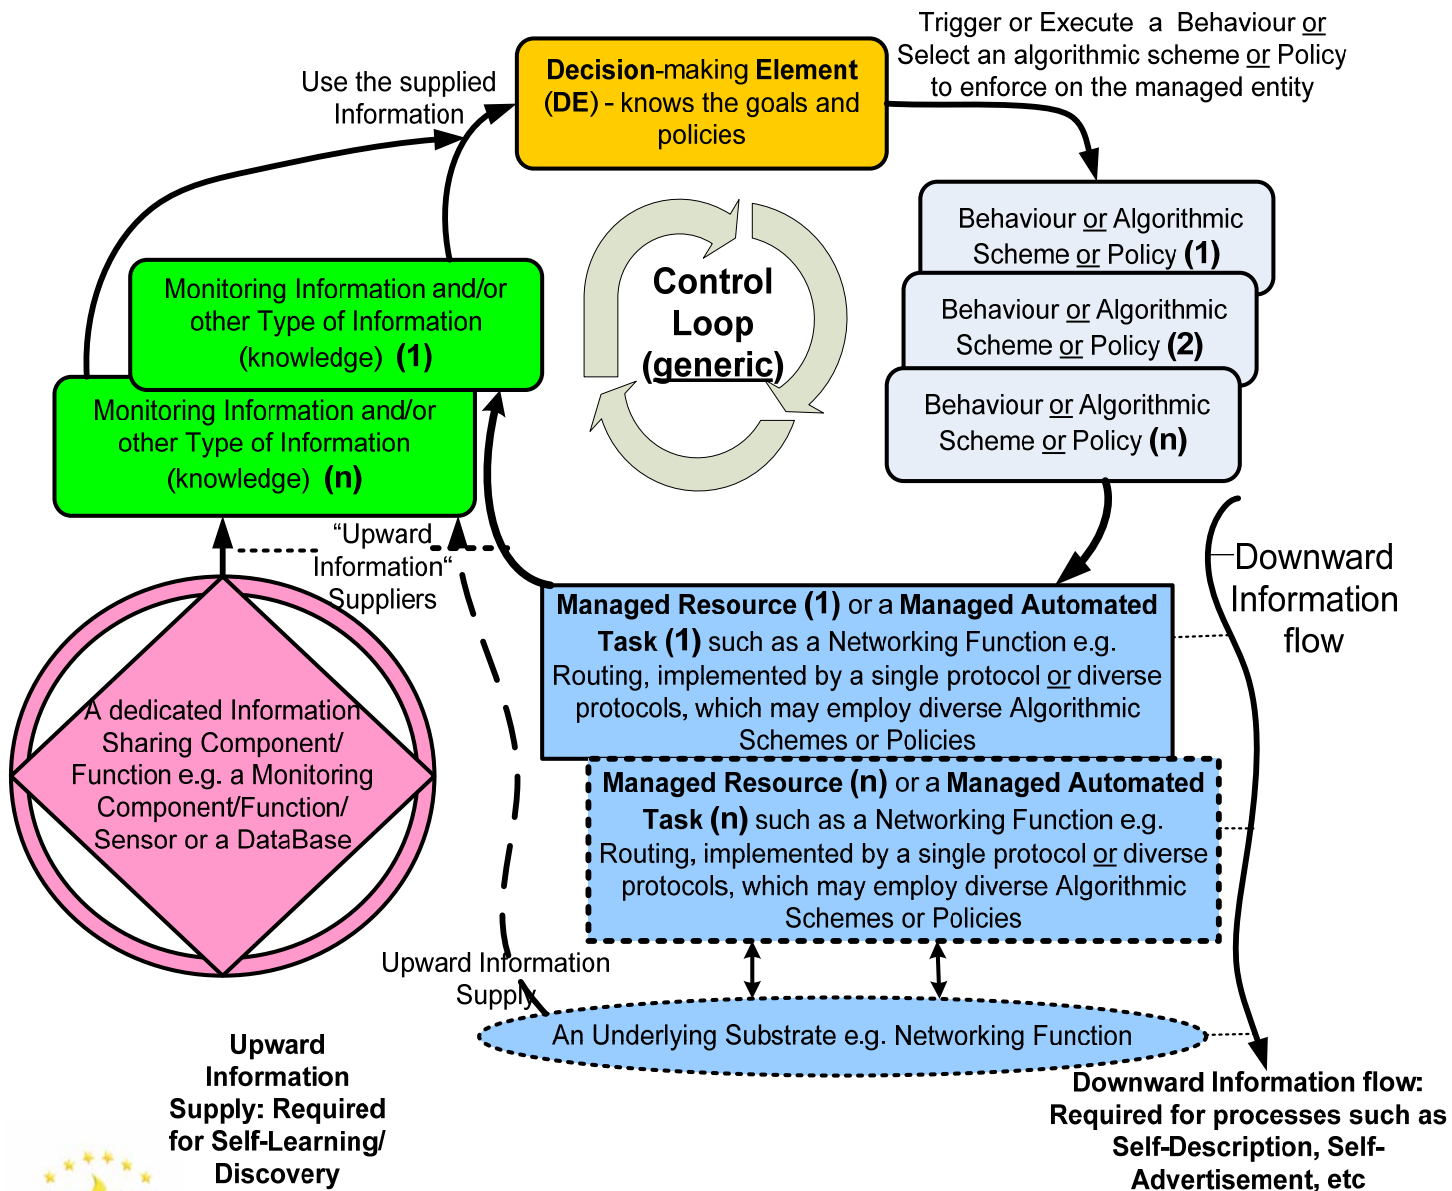 Trigger or Execute a Behaviour or
Select an algorithmic scheme or Policy
to enforce on the managed entity
Use the supplied
Information
Decision-making Element
(DE) - knows the goals and
policies
Behaviour or Algorithmic
Scheme or Policy (1)
Behaviour or Algorithmic
Scheme or Policy (2)
Behaviour or Algorithmic
Scheme or Policy (n)
Control
Loop
(generic)
Monitoring Information and/or
other Type of Information
(knowledge) (1)
Monitoring Information and/or
other Type of Information
(knowledge) (n)
“Upward
Information“
Suppliers
Downward
Information
flow
Managed Resource (1) or a Managed Automated
Task (1) such as a Networking Function e.g.
Routing, implemented by a single protocol or diverse
protocols, which may employ diverse Algorithmic
Schemes or Policies
A dedicated Information
Sharing Component/
Function e.g. a Monitoring
Component/Function/
Sensor or a DataBase
Managed Resource (n) or a Managed Automated
Task (n) such as a Networking Function e.g.
Routing, implemented by a single protocol or diverse
protocols, which may employ diverse Algorithmic
Schemes or Policies
Upward Information
Supply
An Underlying Substrate e.g. Networking Function
Upward
Information
Supply: Required
for Self-Learning/
Discovery
Downward Information flow:
Required for processes such as
Self-Description, Self-
Advertisement, etc